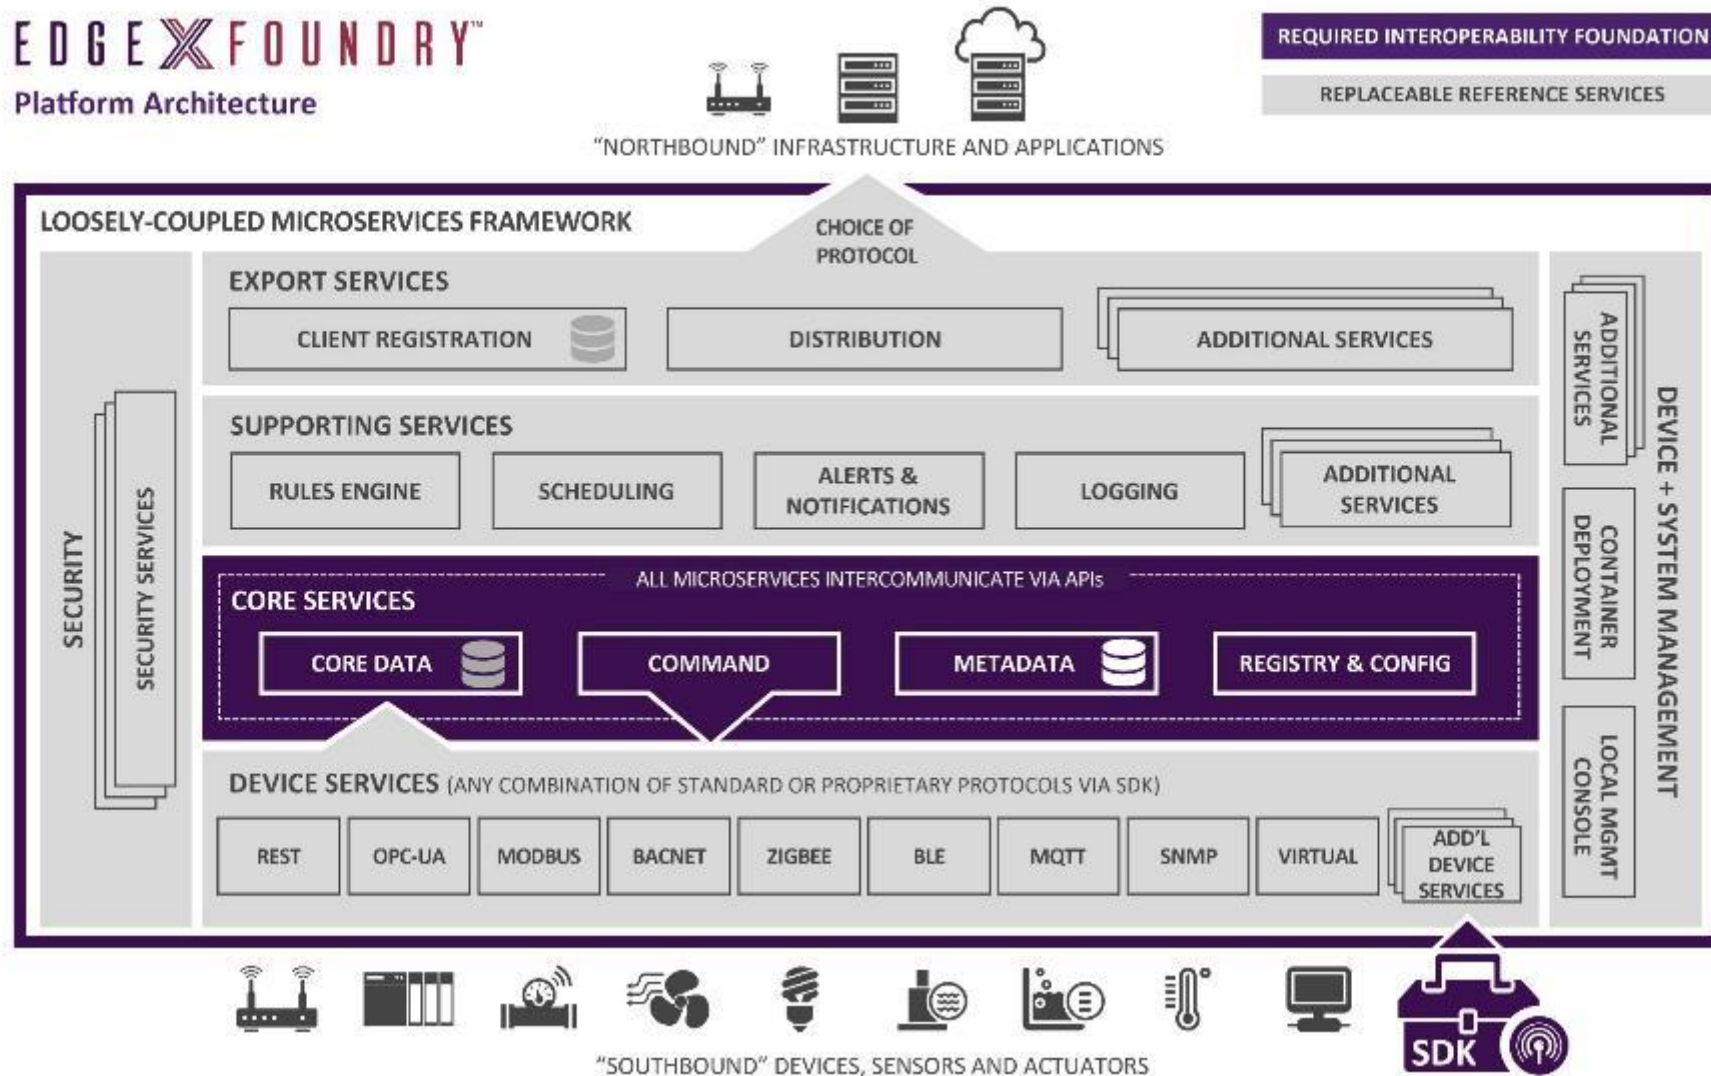 EDGE X FOUNDRY™
Platform Architecture
REQUIRED INTEROPERABILITY FOUNDATION
REPLACEABLE REFERENCE SERVICES
“NORTHBOUND” INFRASTRUCTURE AND APPLICATIONS
LOOSELY-COUPLED MICROSERVICES FRAMEWORK
CHOICE OF
PROTOCOL
EXPORT SERVICES
CLIENT REGISTRATION
DISTRIBUTION
ADDITIONAL SERVICES
SUPPORTING SERVICES
RULES ENGINE
SCHEDULING
ALERTS &
NOTIFICATIONS
LOGGING
ADDITIONAL
SERVICES
ALL MICROSERVICES INTERCOMMUNICATE VIA APIs
CORE SERVICES
CORE DATA
COMMAND
METADATA
REGISTRY & CONFIG
DEVICE SERVICES (ANY COMBINATION OF STANDARD OR PROPRIETARY PROTOCOLS VIA SDK)
REST
OPC-UA
MODBUS
BACNET
ZIGBEE
BLE
MQTT
SNMP
VIRTUAL
ADD'L
DEVICE
SERVICES
SECURITY
SECURITY SERVICES
ADDITIONAL
SERVICES
CONTAINER
DEPLOYMENT
LOCAL MGMT
CONSOLE
DEVICE + SYSTEM MANAGEMENT
SDK
“SOUTHBOUND” DEVICES, SENSORS AND ACTUATORS